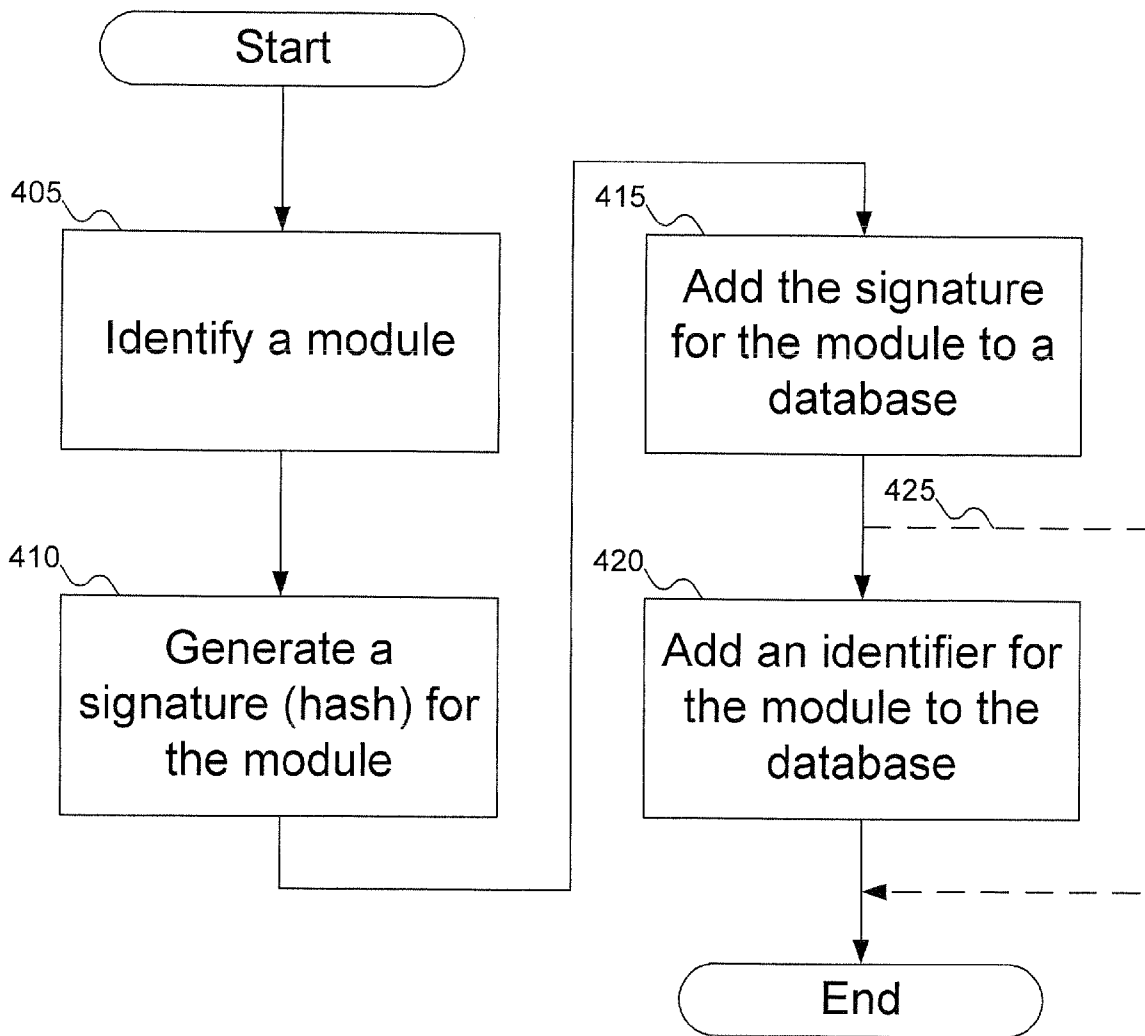 Start
405
Identify a module
410
Generate a
signature (hash) for
the module
415
Add the signature
for the module to a
database
425
420
Add an identifier for
the module to the
database
End